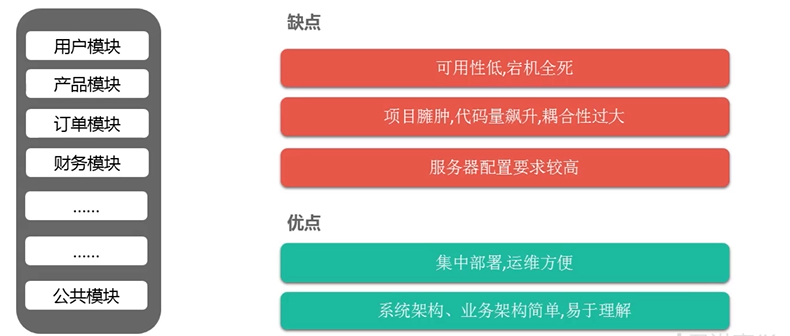 用户模块
产品模块
订单模块
财务模块
......
......
公共模块
缺点
可用性低,宕机全死
项目臃肿,代码量飙升,耦合性过大
服务器配置要求较高
优点
集中部署,运维方便
系统架构、业务架构简单,易于理解